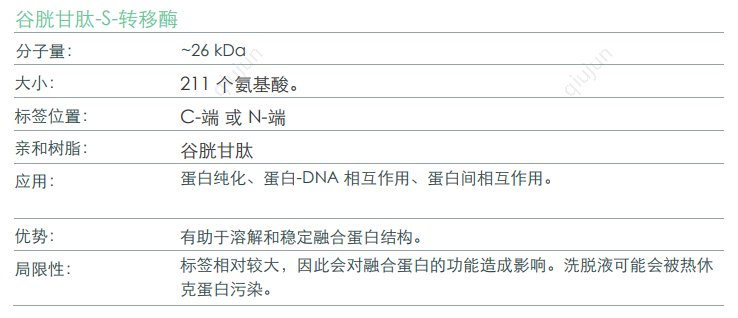 谷胱甘肽-S-转移酶
分子量： ~26 kDa
大小： 211 个氨基酸。
标签位置： C-端 或 N-端
亲和树脂： 谷胱甘肽
应用： 蛋白纯化、蛋白-DNA 相互作用、蛋白间相互作用。
优势： 有助于溶解和稳定融合蛋白结构。
局限性： 标签相对较大，因此会对融合蛋白的功能造成影响。洗脱液可能会被热休
克蛋白污染。
qiujun
qiujun